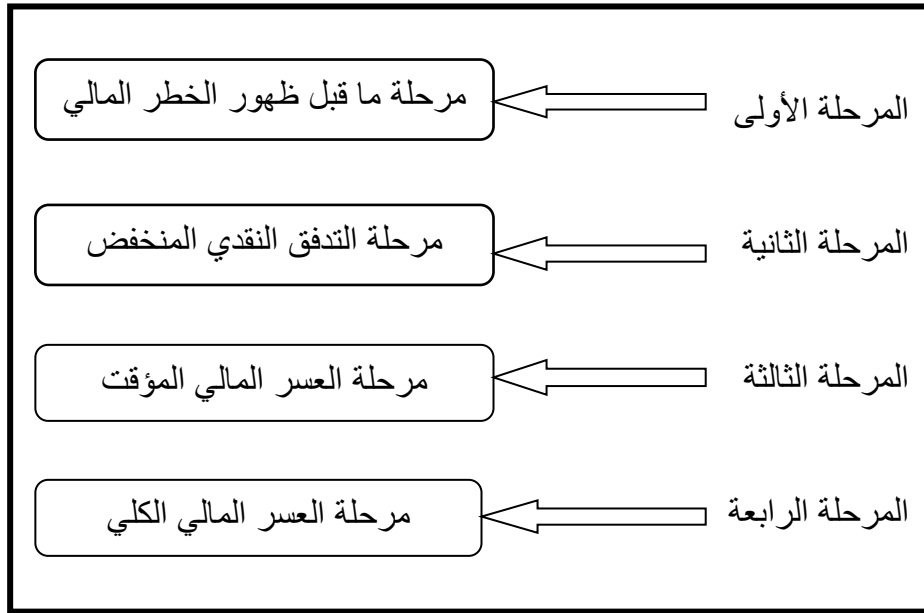 المرحلة الأولى
مرحلة ما قبل ظهور الخطر المالي
المرحلة الثانية
مرحلة التدفق النقدي المنخفض
المرحلة الثالثة
مرحلة العسر المالي المؤقت
المرحلة الرابعة
مرحلة العسر المالي الكلي